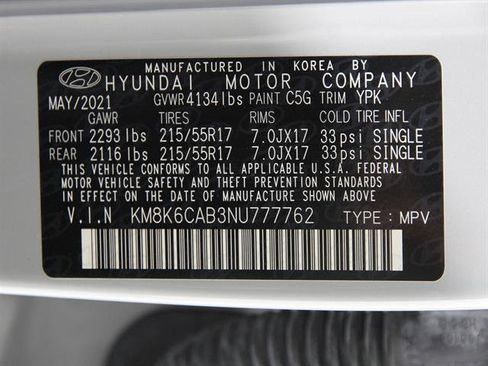 MANUFACTURED IN KOREA BY
HYUNDAI MOTOR COMPANY
MAY/2021 GVWR 4134lbs PAINT C5G TRIM YPK
GAWR TIRES RIMS COLD TIRE INFL
FRONT 2293 lbs 215/55R17 7.0JX17 33psi SINGLE
REAR 2116 lbs 215/55R17 7.0JX17 33psi SINGLE
THIS VEHICLE CONFORMS TO ALL APPLICABLE U.S.A. FEDERAL
MOTOR VEHICLE SAFETY, BUMPER, AND THEFT PREVENTION
STANDARDS IN EFFECT ON THE DATE OF MANUFACTURE SHOWN
ABOVE.
V.I.N KM8K6CAB3NU777762 TYPE : MPV